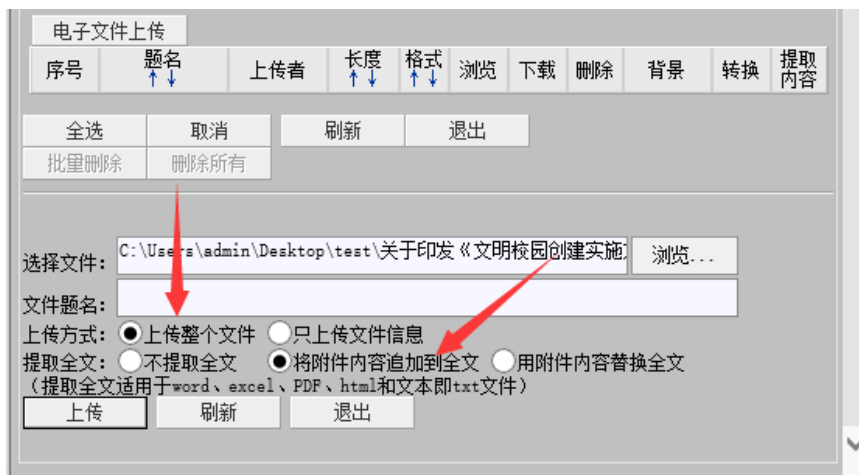 电子文件上传
序号 题名↑↓ 上传者 长度↑↓ 格式↑↓ 浏览 下载 删除 背景 转换 提取内容
全选 取消 刷新 退出
批量删除 删除所有
选择文件: C:\Users\admin\Desktop\test\关于印发《文明校园创建实施 浏览...
文件题名:
上传方式: 上传整个文件 只上传文件信息
提取全文: 不提取全文 将附件内容追加到全文 用附件内容替换全文
(提取全文适用于word、excel、PDF、html和文本即txt文件)
上传 刷新 退出